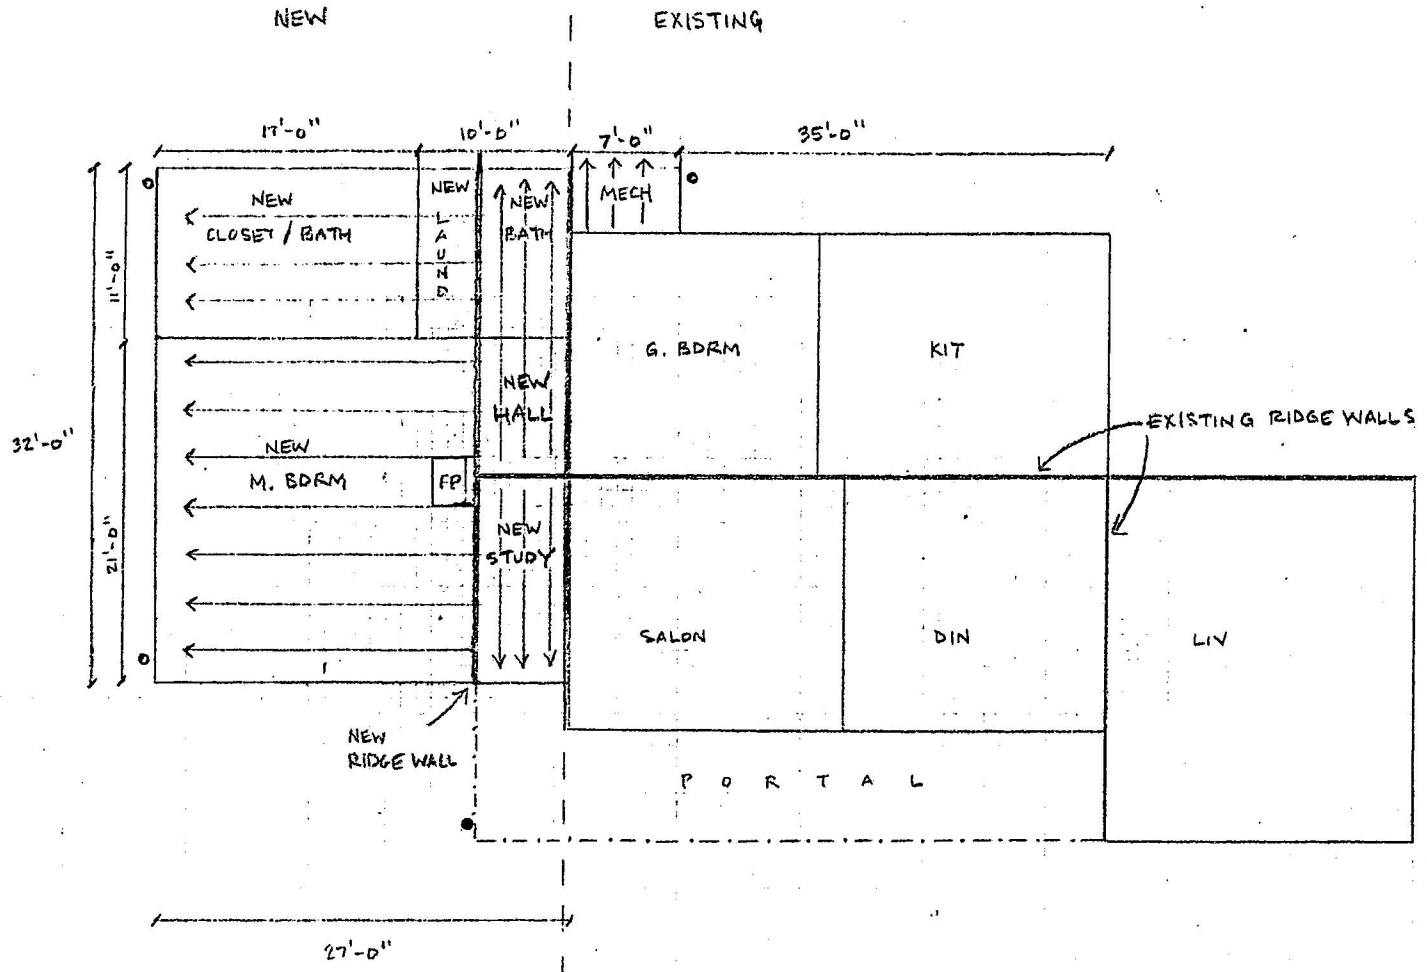 NEW
EXISTING
17'-0"
10'-0"
7'-0"
35'-0"
NEW
CLOSET / BATH
NEW
LAUND
NEW
BATH
MECH
11'-0"
G. BDRM
KIT
NEW
HALL
EXISTING RIDGE WALLS
32'-0"
NEW
M. BDRM
FP
21'-0"
NEW
STUDY
SALON
DIN
LIV
NEW
RIDGE WALL
PORTAL
27'-0"